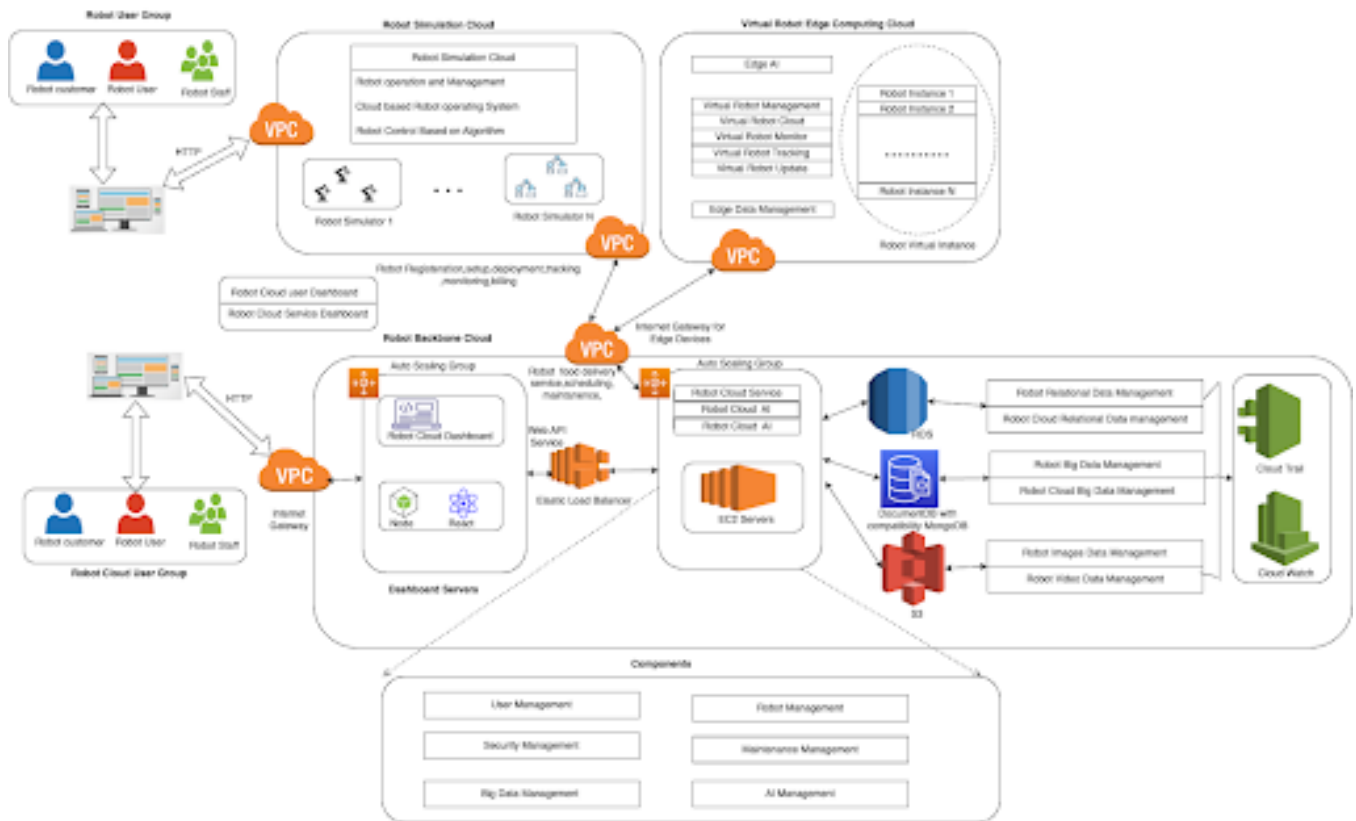 Robot User Group
Robot customer
Robot User
Robot Staff
HTTP
VPC
Robot Simulation Cloud
Robot Simulation Cloud
Robot operation and Management
Cloud based Robot operating System
Robot Control Based on Algorithm
Robot Simulator 1
Robot Simulator N
VPC
Virtual Robot Edge Computing Cloud
Edge AI
Virtual Robot Management
Virtual Robot Cloud
Virtual Robot Monitor
Virtual Robot Tracking
Virtual Robot Update
Edge Data Management
Robot Instance 1
Robot Instance 2
..........
Robot Instance N
Robot Virtual Instance
VPC
Robot Registeration,setup,deployment,tracking
,monitoring,billing
Robot Cloud user Dashboard
Robot Cloud Service Dashboard
Internet Gateway for
Edge Devices
VPC
Robot food delivery
service,scheduling,
maintanence,
Robot Backbone Cloud
HTTP
VPC
Internet
Gateway
Robot customer
Robot User
Robot Staff
Robot Cloud User Group
Auto Scaling Group
Robot Cloud Dashboard
Node
React
Dashboard Servers
Web API
Service
Elastic Load Balancer
Auto Scaling Group
Robot Cloud Service
Robot Cloud AI
Robot Cloud AI
EC2 Servers
RDS
DocumentDB with
compatibility MongoDB
S3
Robot Relational Data Management
Robot Cloud Relational Data management
Robot Big Data Management
Robot Cloud Big Data Management
Robot Images Data Management
Robot Video Data Management
Cloud Trail
Cloud Watch
Components
User Management
Robot Management
Security Management
Maintenance Management
Big Data Management
AI Management